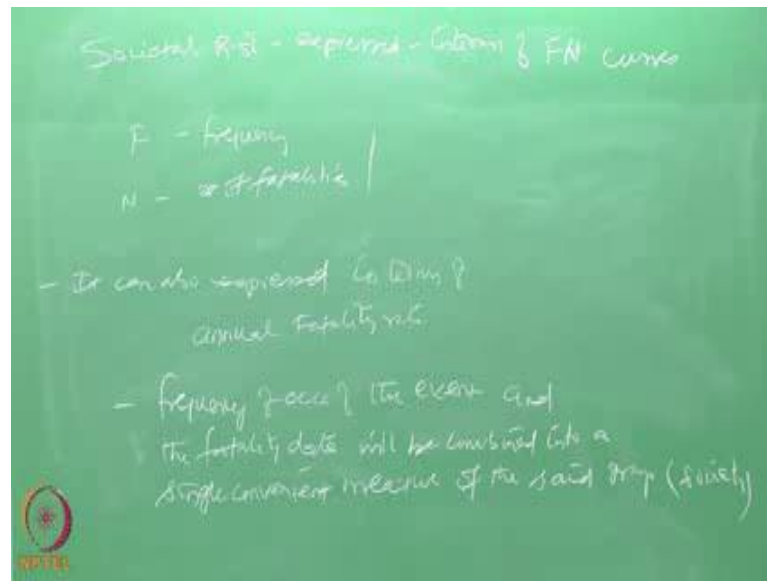 Societal Risk - expressed - interms of FN curves
F - frequency
N - # of fatalities
- It can also expressed in terms of
annual Fatality rate
- frequency of occ of the event and
the fatality data will be combined into a
single convenient measure of the said group (society)
NPTEL